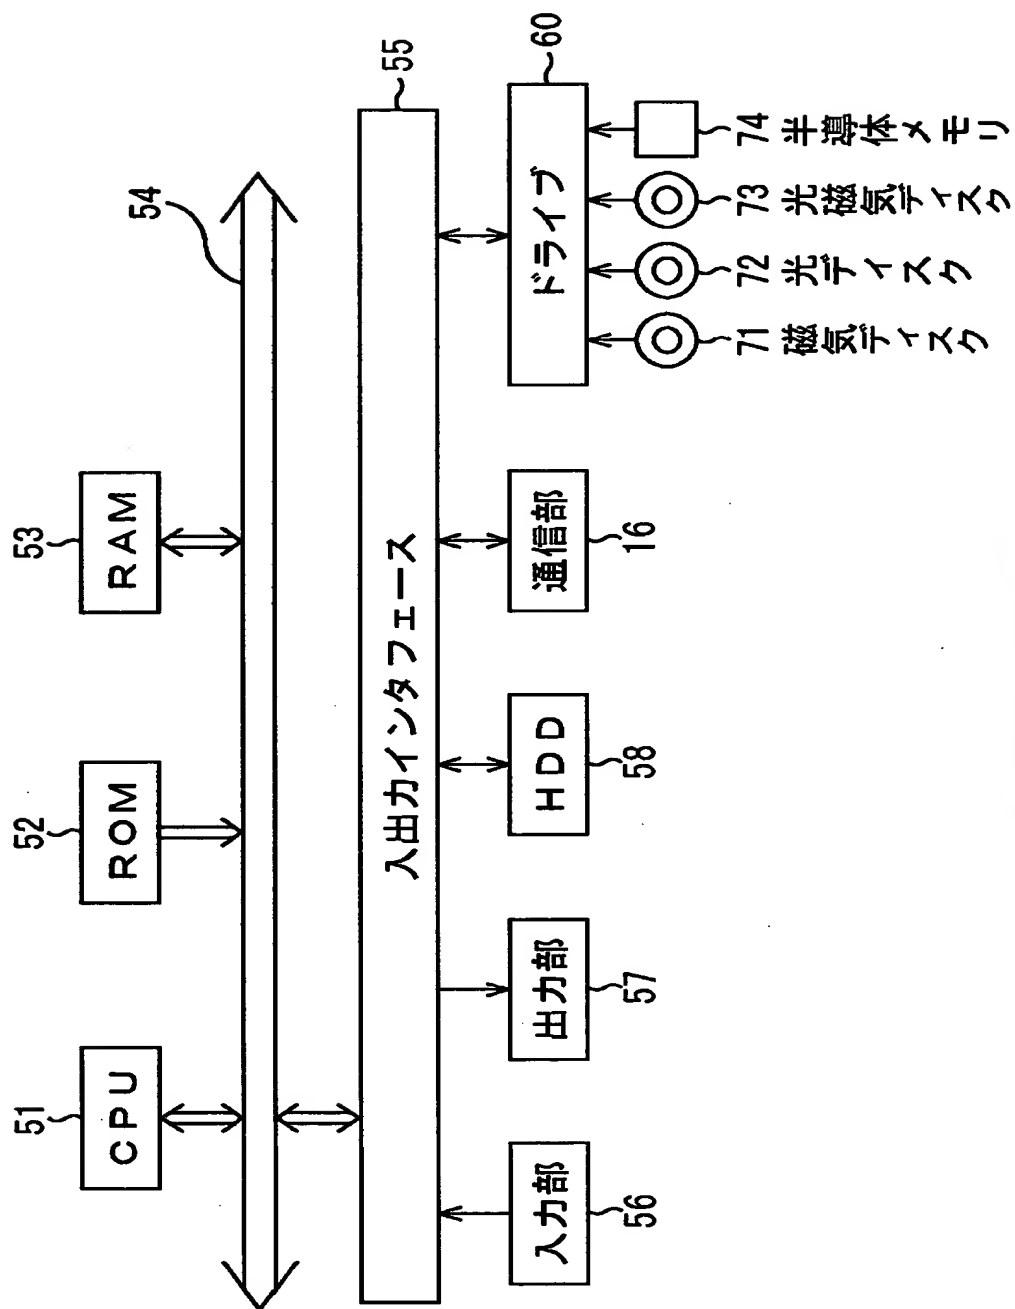 51
CPU
52
ROM
53
RAM
54
55
入出力インタフェース
入力部
56
出力部
57
HDD
58
通信部
16
60
ドライブ
71 磁気ディスク
72 光ディスク
73 光磁気ディスク
74 半導体メモリ